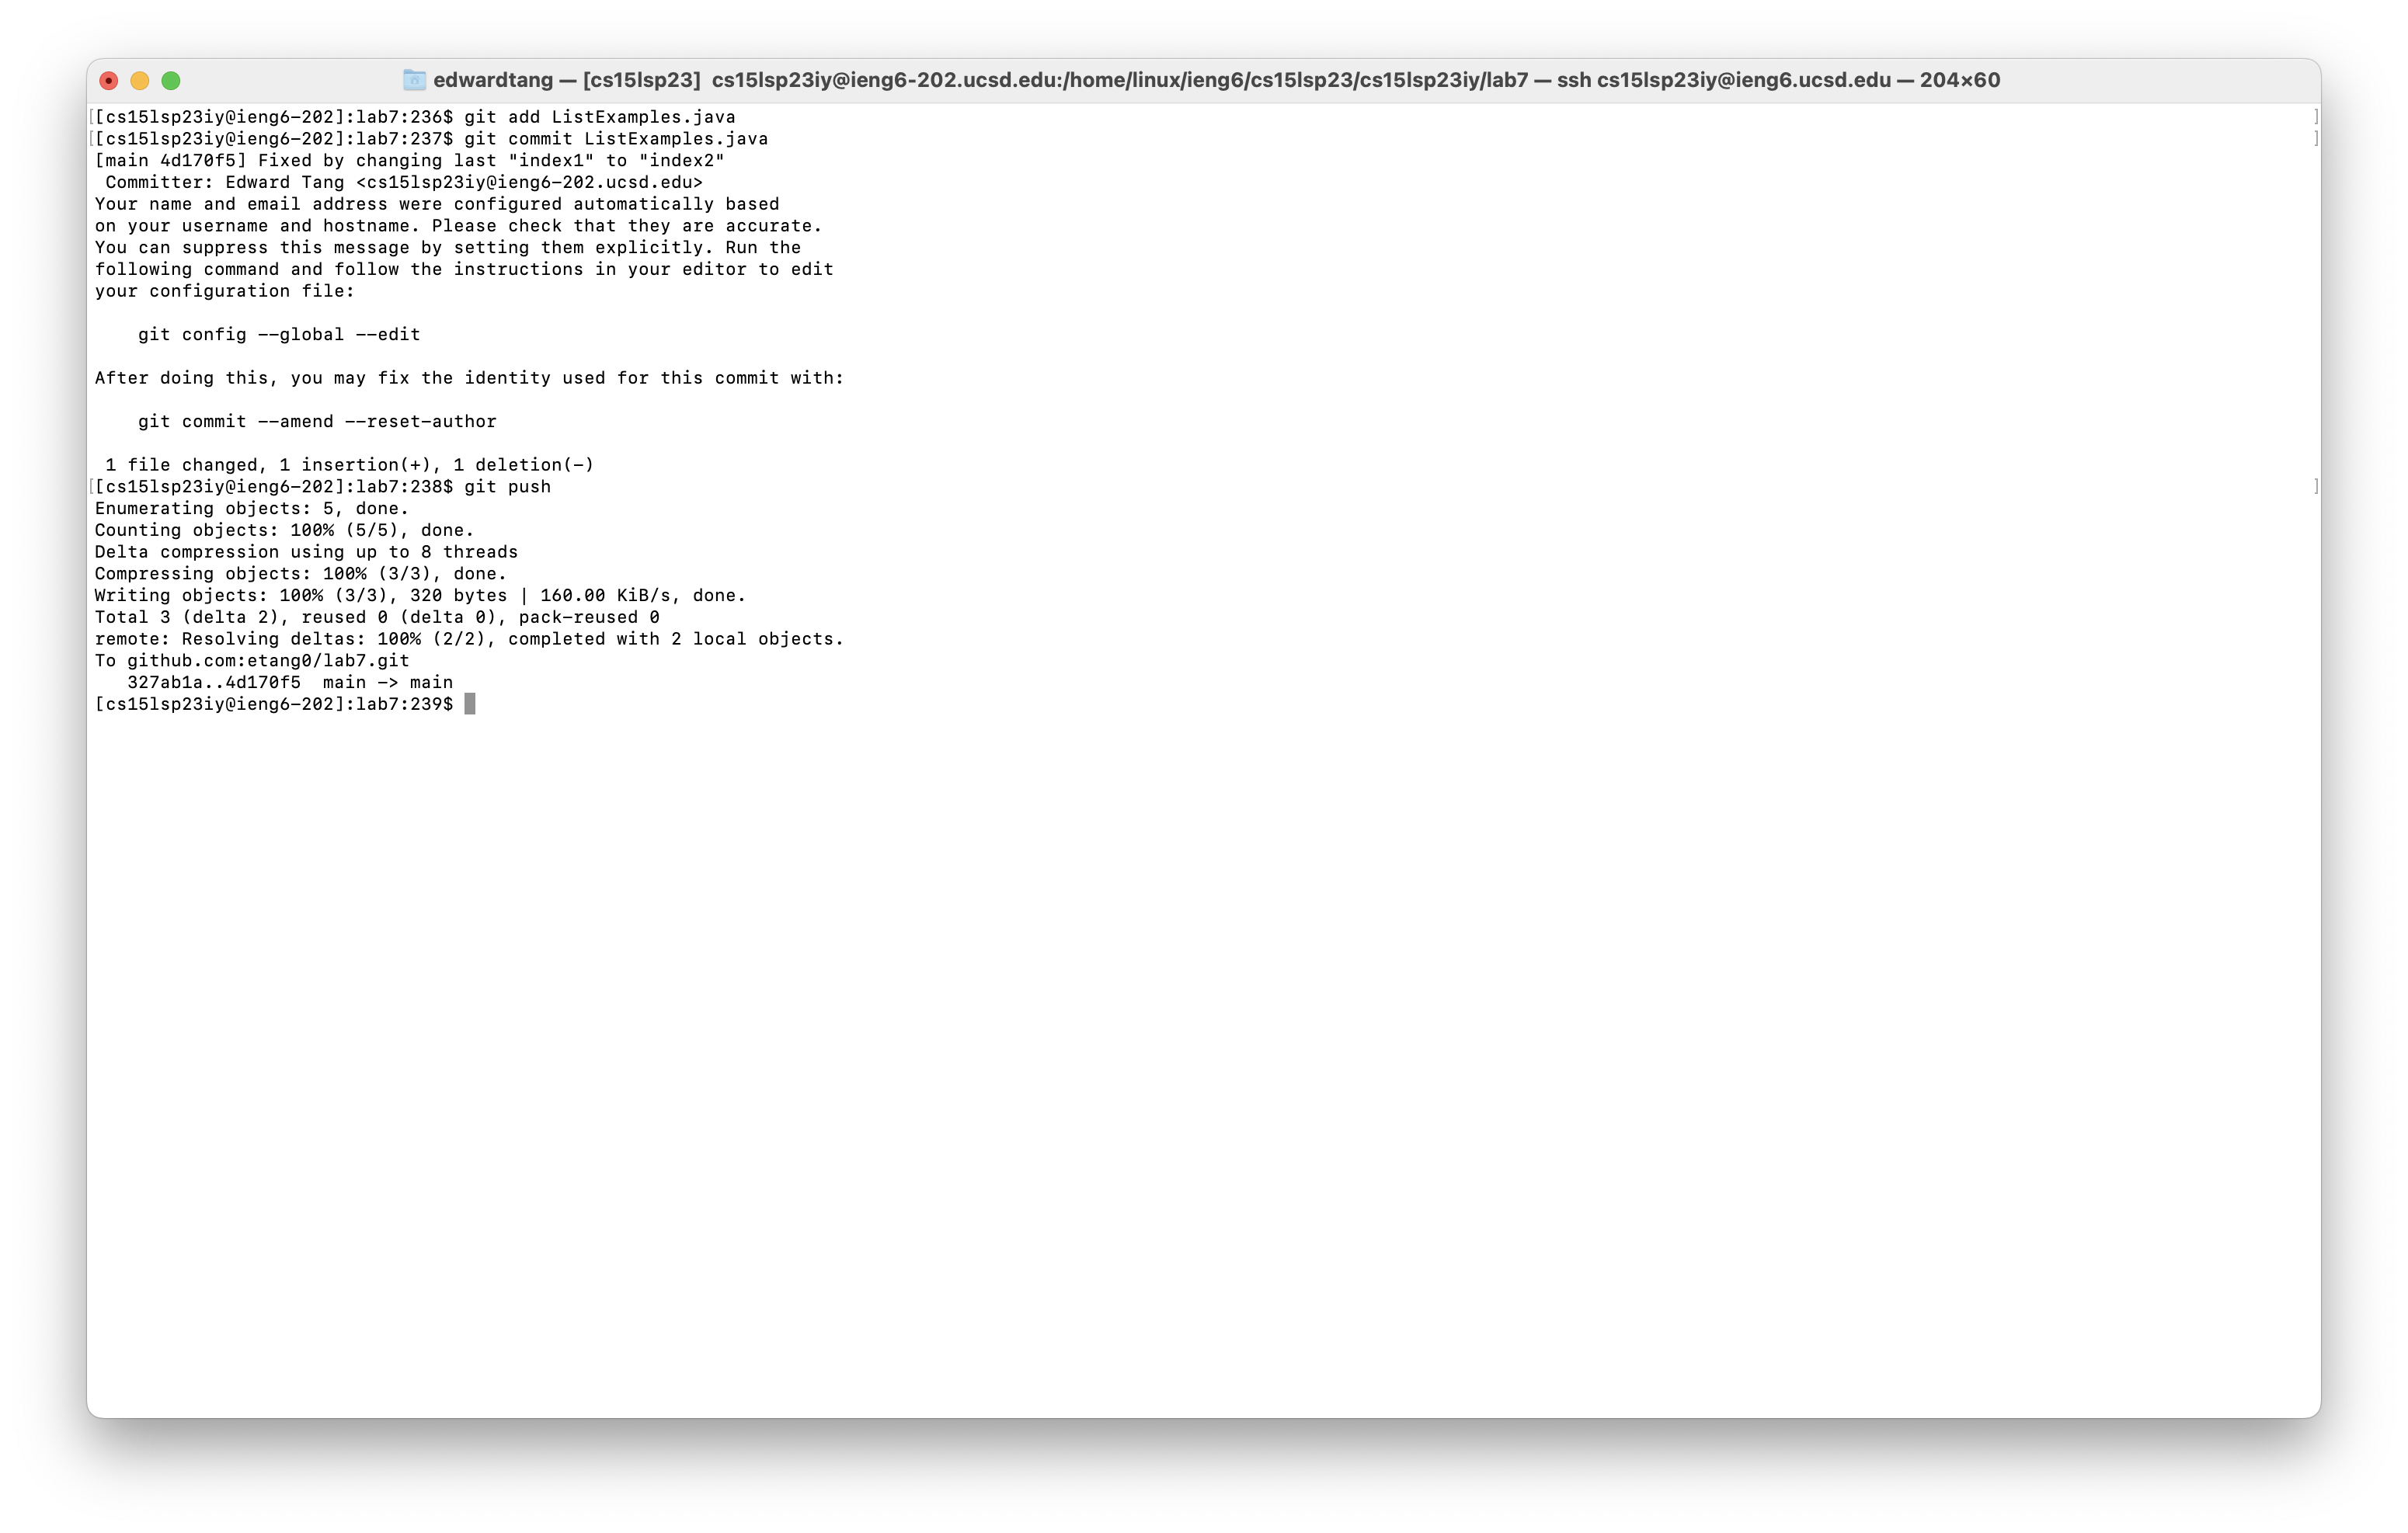 edwardtang — [cs15lsp23] cs15lsp23iy@ieng6-202.ucsd.edu:/home/linux/ieng6/cs15lsp23/cs15lsp23iy/lab7 — ssh cs15lsp23iy@ieng6.ucsd.edu — 204×60
[[cs15lsp23iy@ieng6-202]:lab7:236$ git add ListExamples.java ]
[[cs15lsp23iy@ieng6-202]:lab7:237$ git commit ListExamples.java ]
[main 4d170f5] Fixed by changing last "index1" to "index2"
 Committer: Edward Tang <cs15lsp23iy@ieng6-202.ucsd.edu>
Your name and email address were configured automatically based
on your username and hostname. Please check that they are accurate.
You can suppress this message by setting them explicitly. Run the
following command and follow the instructions in your editor to edit
your configuration file:
    git config --global --edit
After doing this, you may fix the identity used for this commit with:
    git commit --amend --reset-author
 1 file changed, 1 insertion(+), 1 deletion(-)
[[cs15lsp23iy@ieng6-202]:lab7:238$ git push ]
Enumerating objects: 5, done.
Counting objects: 100% (5/5), done.
Delta compression using up to 8 threads
Compressing objects: 100% (3/3), done.
Writing objects: 100% (3/3), 320 bytes | 160.00 KiB/s, done.
Total 3 (delta 2), reused 0 (delta 0), pack-reused 0
remote: Resolving deltas: 100% (2/2), completed with 2 local objects.
To github.com:etang0/lab7.git
   327ab1a..4d170f5  main -> main
[cs15lsp23iy@ieng6-202]:lab7:239$